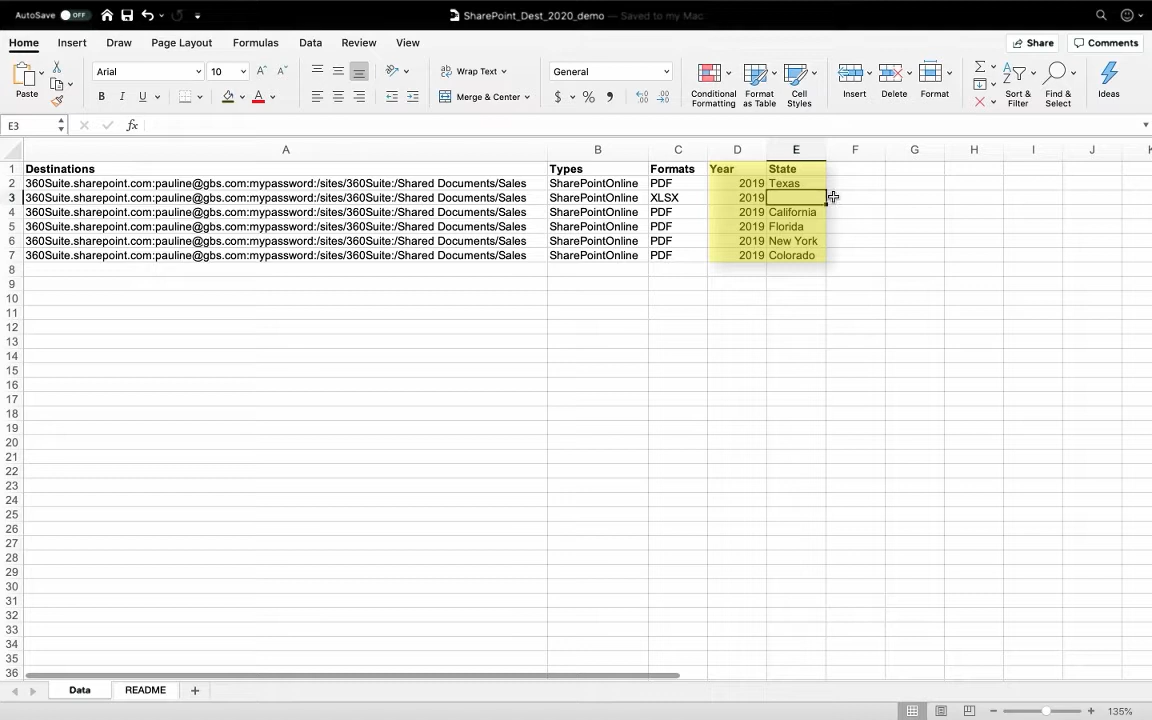 AutoSave OFF SharePoint_Dest_2020_demo — Saved to my Mac
Home Insert Draw Page Layout Formulas Data Review View Share Comments
Paste Arial 10 Wrap Text General Conditional Formatting Format as Table Cell Styles Insert Delete Format Sort & Filter Find & Select Ideas
B I U Merge & Center $ %
E3 fx
A B C D E F G H I J K
1 Destinations Types Formats Year State
2 360Suite.sharepoint.com:pauline@gbs.com:mypassword:/sites/360Suite:/Shared Documents/Sales SharePointOnline PDF 2019 Texas
3 360Suite.sharepoint.com:pauline@gbs.com:mypassword:/sites/360Suite:/Shared Documents/Sales SharePointOnline XLSX 2019
4 360Suite.sharepoint.com:pauline@gbs.com:mypassword:/sites/360Suite:/Shared Documents/Sales SharePointOnline PDF 2019 California
5 360Suite.sharepoint.com:pauline@gbs.com:mypassword:/sites/360Suite:/Shared Documents/Sales SharePointOnline PDF 2019 Florida
6 360Suite.sharepoint.com:pauline@gbs.com:mypassword:/sites/360Suite:/Shared Documents/Sales SharePointOnline PDF 2019 New York
7 360Suite.sharepoint.com:pauline@gbs.com:mypassword:/sites/360Suite:/Shared Documents/Sales SharePointOnline PDF 2019 Colorado
8
9
10
11
12
13
14
15
16
17
18
19
20
21
22
23
24
25
26
27
28
29
30
31
32
33
34
35
36
Data README
135%